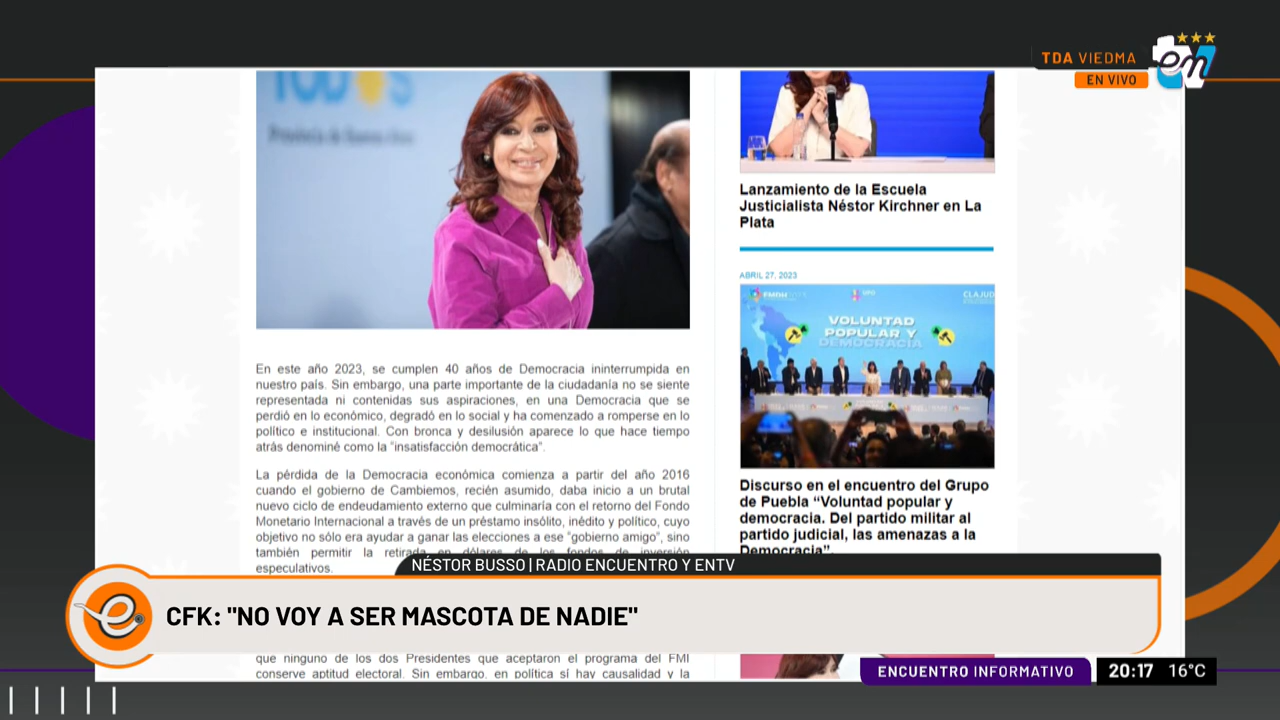 TDA VIEDMA
EN VIVO
em
TODOS
Provincia de Buenos Aires
En este año 2023, se cumplen 40 años de Democracia ininterrumpida en
nuestro país. Sin embargo, una parte importante de la ciudadanía no se siente
representada ni contenidas sus aspiraciones, en una Democracia que se
perdió en lo económico, degradó en lo social y ha comenzado a romperse en lo
político e institucional. Con bronca y desilusión aparece lo que hace tiempo
atrás denominé como la “insatisfacción democrática”.
La pérdida de la Democracia económica comienza a partir del año 2016
cuando el gobierno de Cambiemos, recién asumido, daba inicio a un brutal
nuevo ciclo de endeudamiento externo que culminaría con el retorno del Fondo
Monetario Internacional a través de un préstamo insólito, inédito y político, cuyo
objetivo no sólo era ayudar a ganar las elecciones a ese “gobierno amigo”, sino
también permitir la retirada en dólares de los fondos de inversión
especulativos.
que ninguno de los dos Presidentes que aceptaron el programa del FMI
conserve aptitud electoral. Sin embargo, en política sí hay causalidad y la
Lanzamiento de la Escuela
Justicialista Néstor Kirchner en La
Plata
ABRIL 27, 2023
CLAJUD
VOLUNTAD
POPULAR Y
DEMOCRACIA
Discurso en el encuentro del Grupo
de Puebla “Voluntad popular y
democracia. Del partido militar al
partido judicial, las amenazas a la
Democracia”.
NÉSTOR BUSSO | RADIO ENCUENTRO Y ENTV
e
CFK: "NO VOY A SER MASCOTA DE NADIE"
ENCUENTRO INFORMATIVO
20:17 16°C